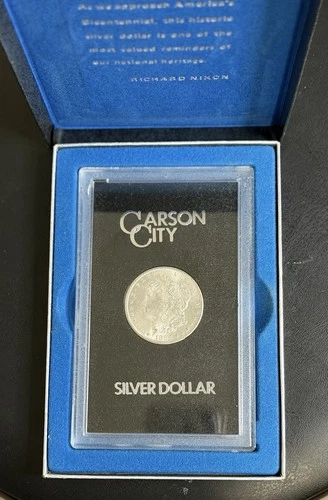 As we approach America's
Bicentennial, this historic
silver dollar is one of the
most valued reminders of
our national heritage.
RICHARD NIXON
CARSON
CITY
SILVER DOLLAR